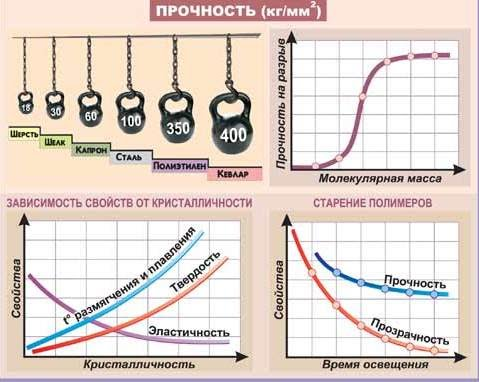 ПРОЧНОСТЬ (кг/мм²)
18
30
60
100
350
400
ШЕРСТЬ
ШЕЛК
КАПРОН
СТАЛЬ
ПОЛИЭТИЛЕН
КЕВЛАР
Прочность на разрыв
Молекулярная масса
ЗАВИСИМОСТЬ СВОЙСТВ ОТ КРИСТАЛЛИЧНОСТИ
Свойства
t° размягчения и плавления
Твердость
Эластичность
Кристалличность
СТАРЕНИЕ ПОЛИМЕРОВ
Свойства
Прочность
Прозрачность
Время освещения